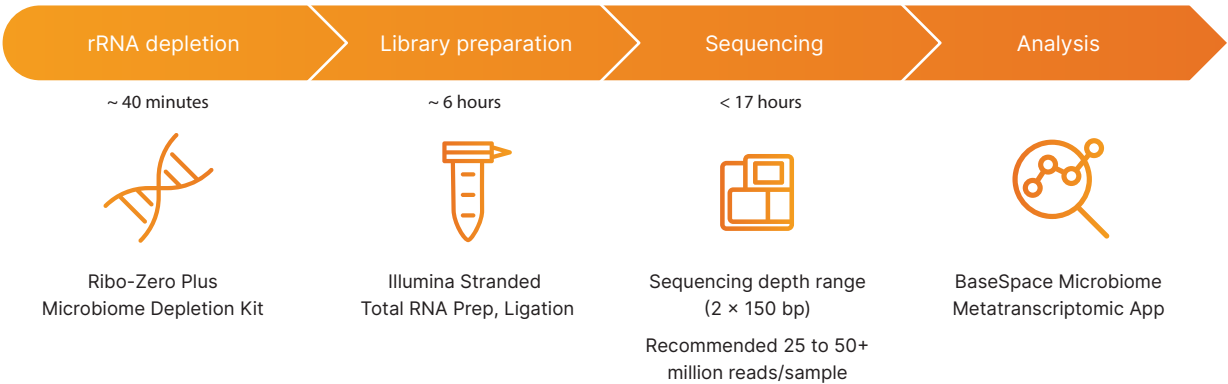 rRNA depletion
Library preparation
Sequencing
Analysis
~ 40 minutes
~ 6 hours
< 17 hours
Ribo-Zero Plus
Microbiome Depletion Kit
Illumina Stranded
Total RNA Prep, Ligation
Sequencing depth range
(2 × 150 bp)
Recommended 25 to 50+
million reads/sample
BaseSpace Microbiome
Metatranscriptomic App